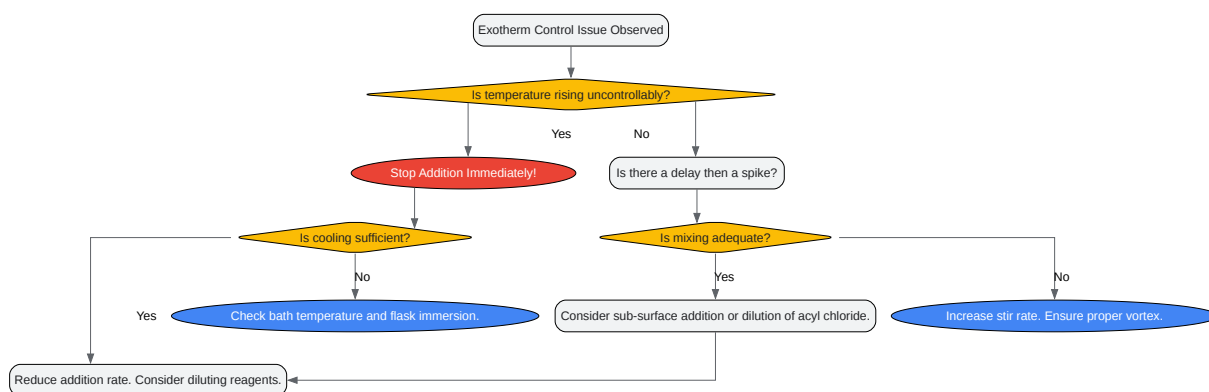 Exotherm Control Issue Observed
Is temperature rising uncontrollably?
Yes
No
Stop Addition Immediately!
Is there a delay then a spike?
Is cooling sufficient?
Is mixing adequate?
No
Yes
No
Yes
Check bath temperature and flask immersion.
Consider sub-surface addition or dilution of acyl chloride.
Increase stir rate. Ensure proper vortex.
Reduce addition rate. Consider diluting reagents.